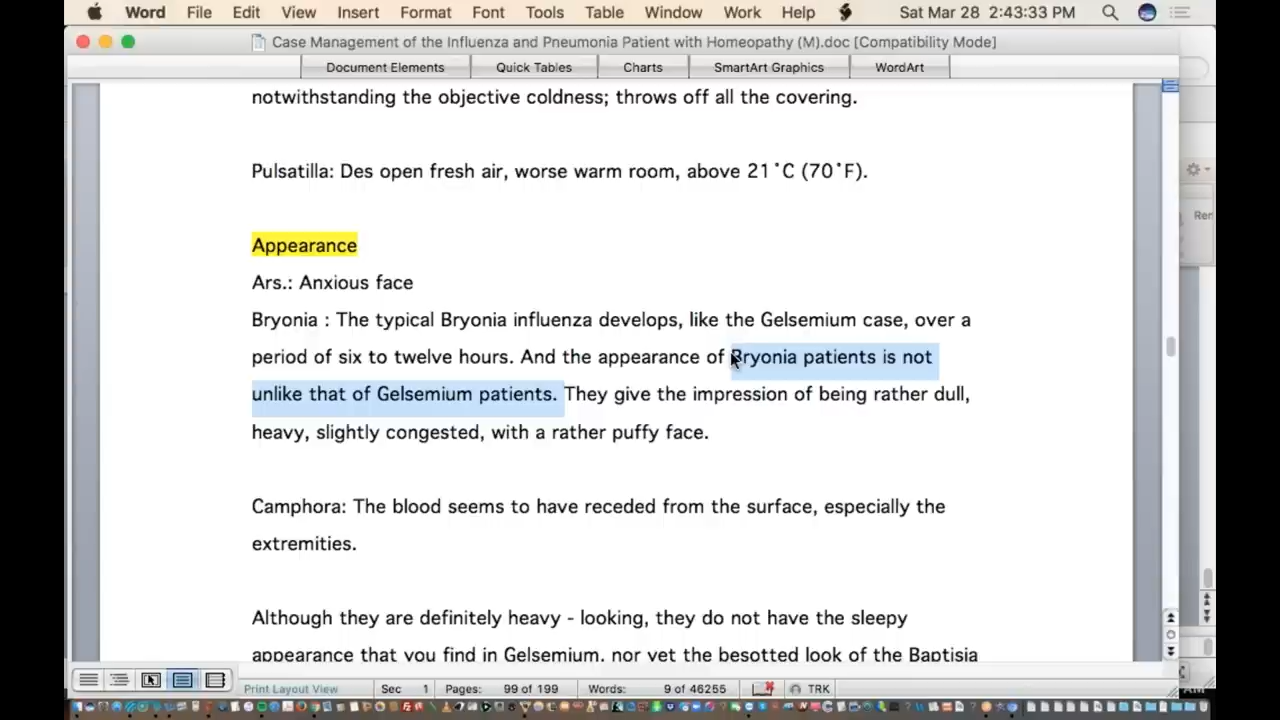 Word File Edit View Insert Format Font Tools Table Window Work Help Sat Mar 28 2:43:33 PM
Case Management of the Influenza and Pneumonia Patient with Homeopathy (M).doc [Compatibility Mode]
Document Elements Quick Tables Charts SmartArt Graphics WordArt
notwithstanding the objective coldness; throws off all the covering.
Pulsatilla: Des open fresh air, worse warm room, above 21˚C (70˚F).
Ren
Appearance
Ars.: Anxious face
Bryonia : The typical Bryonia influenza develops, like the Gelsemium case, over a
period of six to twelve hours. And the appearance of Bryonia patients is not
unlike that of Gelsemium patients. They give the impression of being rather dull,
heavy, slightly congested, with a rather puffy face.
Camphora: The blood seems to have receded from the surface, especially the
extremities.
Although they are definitely heavy - looking, they do not have the sleepy
appearance that you find in Gelsemium, nor yet the besotted look of the Baptisia
Print Layout View Sec 1 Pages: 99 of 199 Words: 9 of 46255 TRK
AM